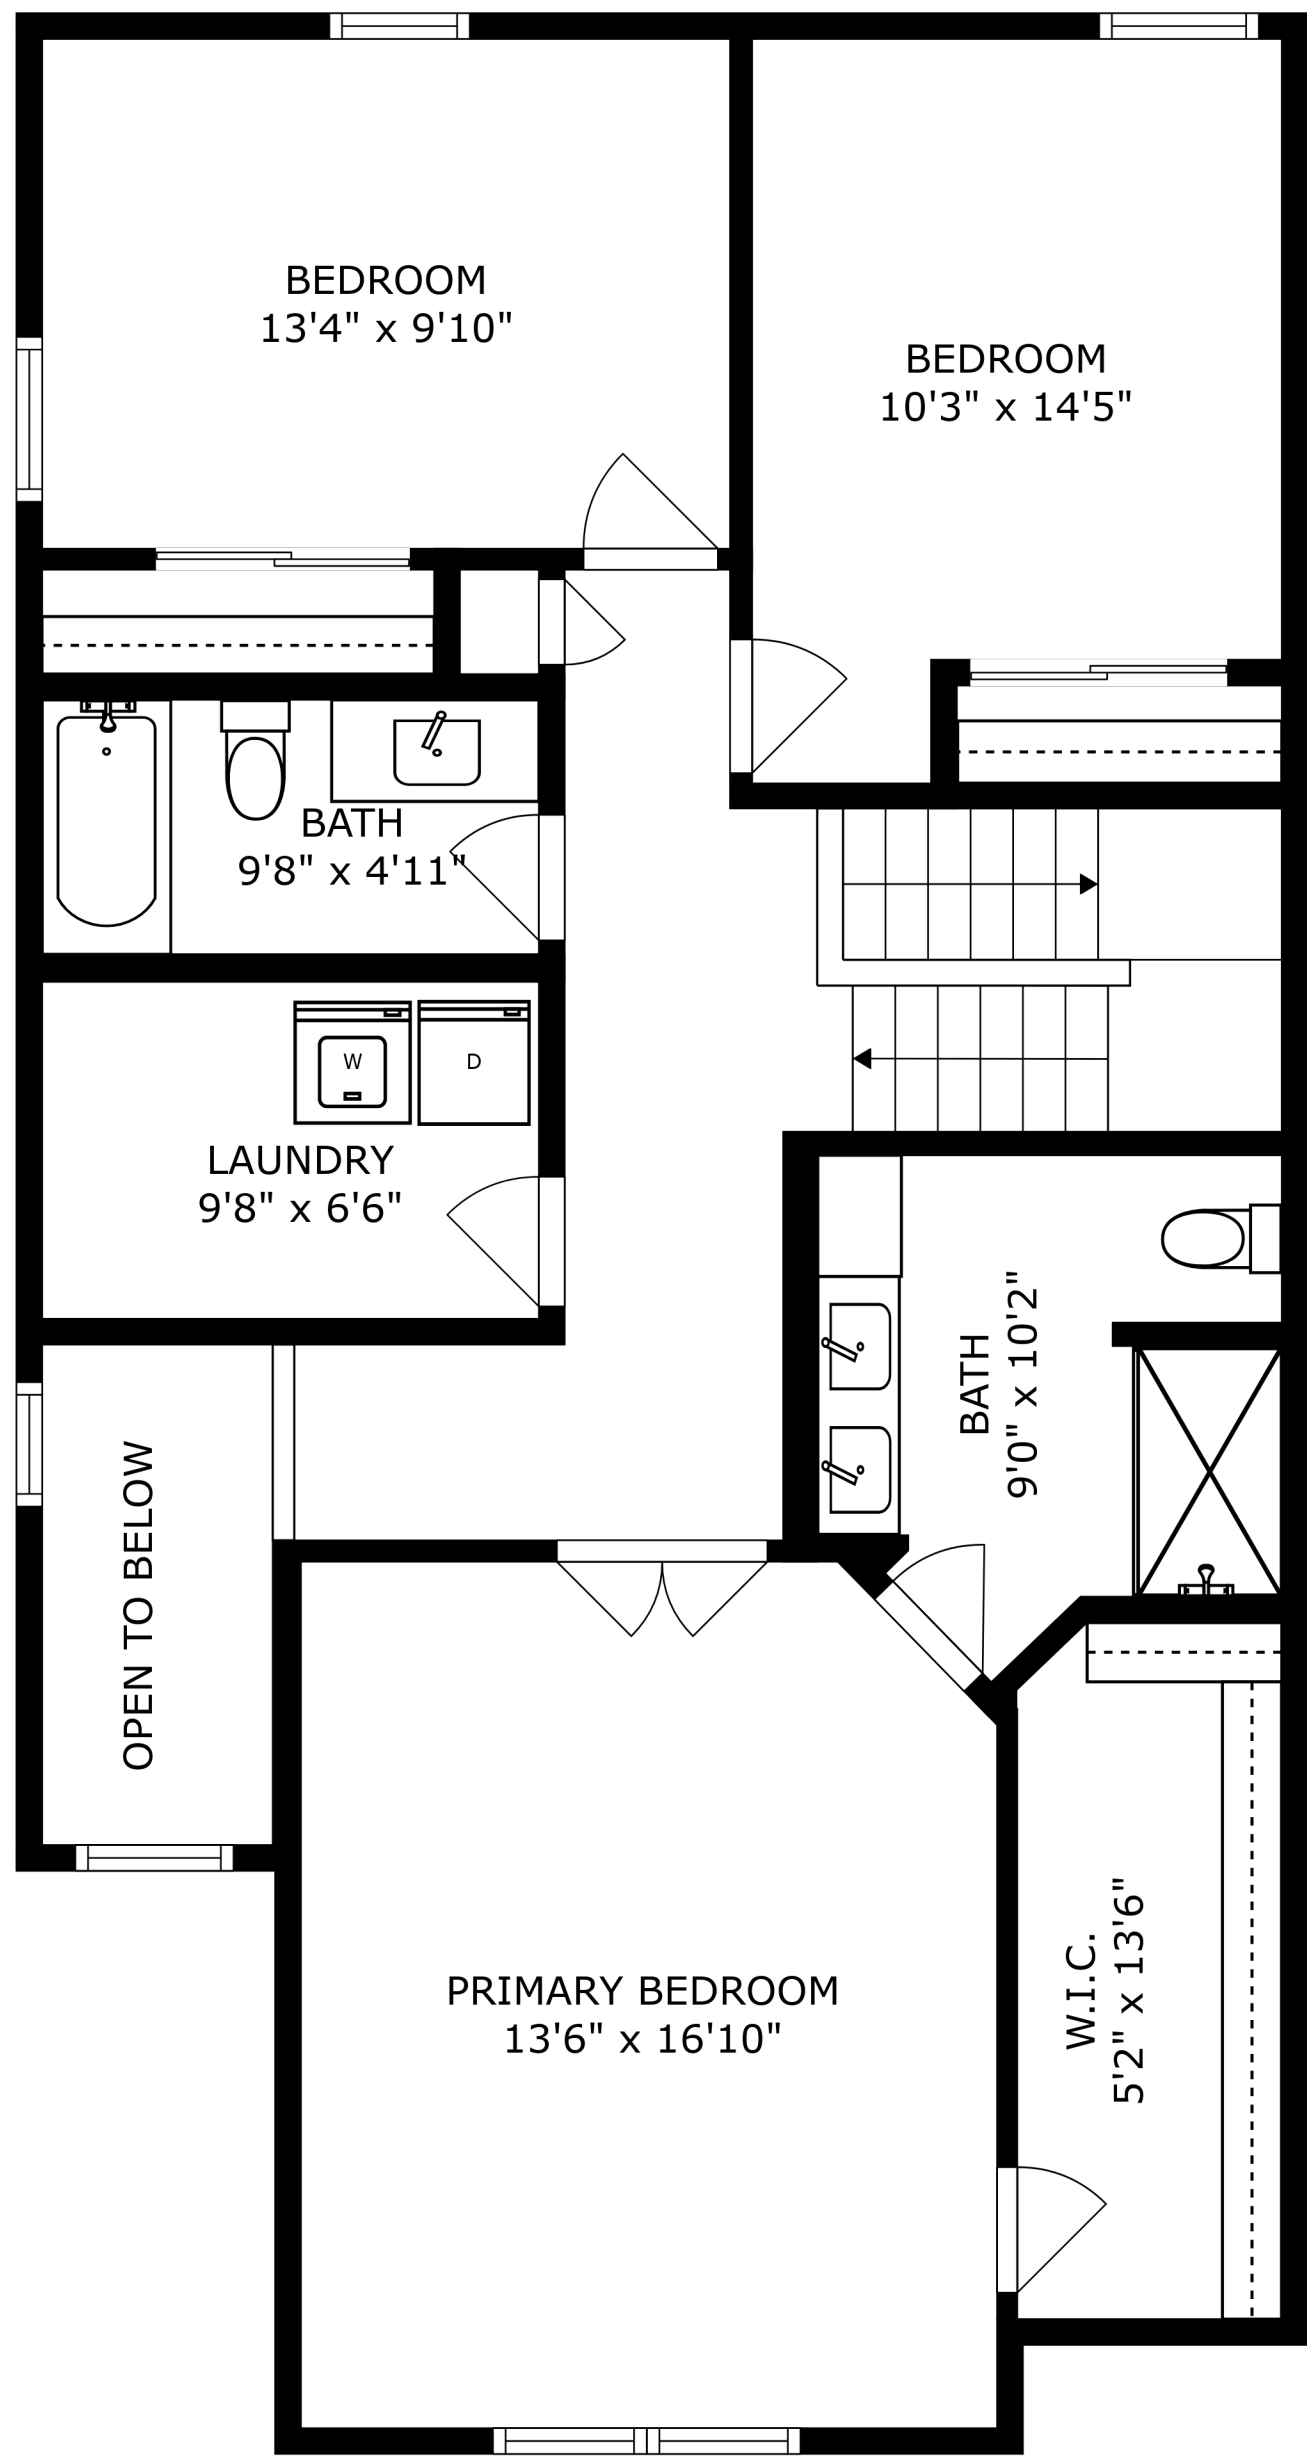 BEDROOM
13'4" x 9'10"
BEDROOM
10'3" x 14'5"
BATH
9'8" x 4'11"
W
D
LAUNDRY
9'8" x 6'6"
BATH
9'0" x 10'2"
OPEN TO BELOW
PRIMARY BEDROOM
13'6" x 16'10"
W.I.C.
5'2" x 13'6"